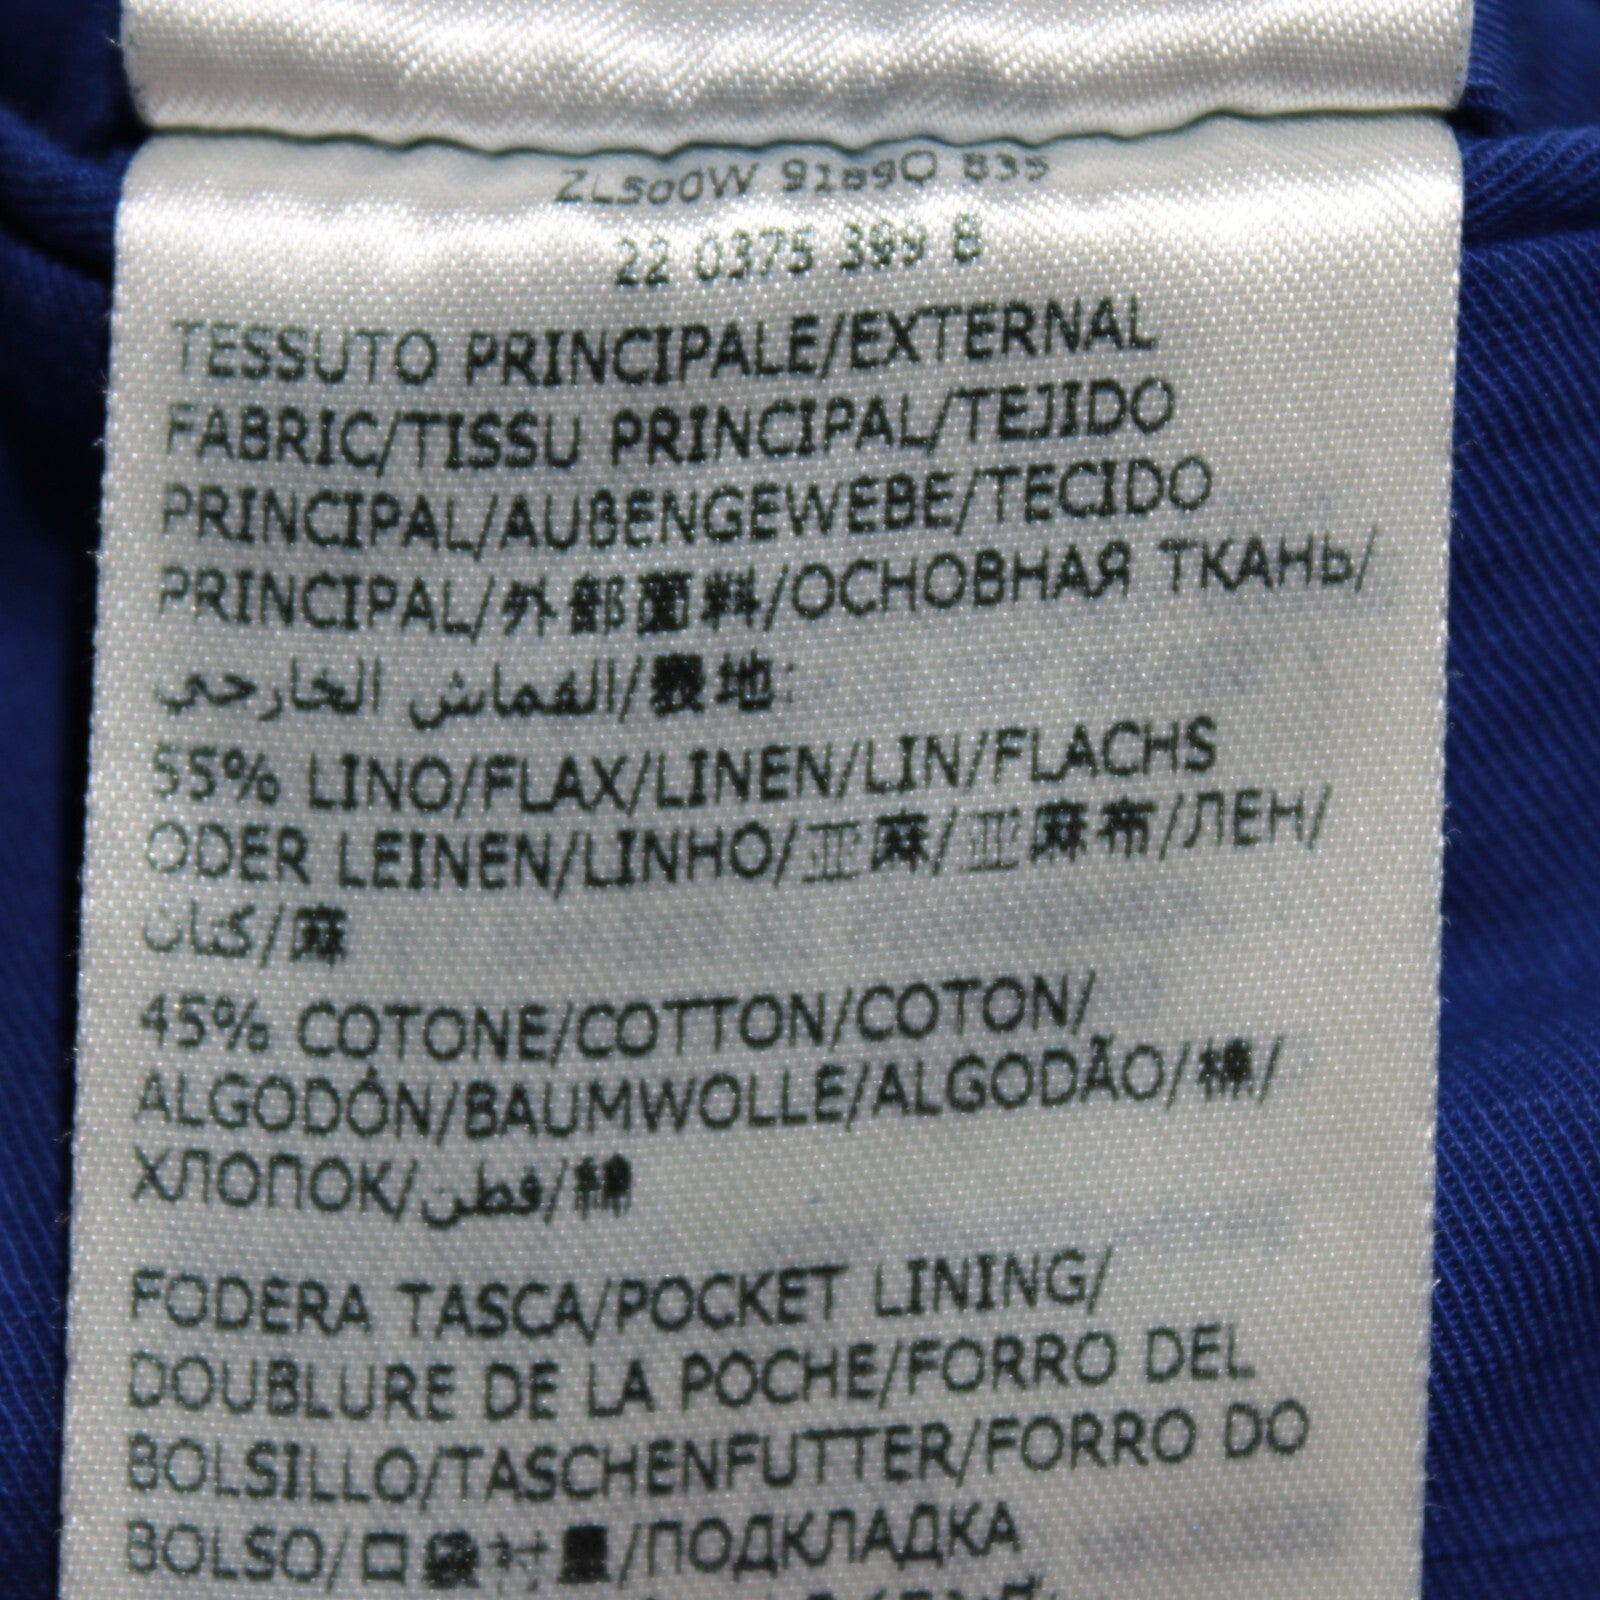 ZL500W 9189O 835
22 0375 399 B
TESSUTO PRINCIPALE/EXTERNAL
FABRIC/TISSU PRINCIPAL/TEJIDO
PRINCIPAL/AUßENGEWEBE/TECIDO
PRINCIPAL/外部面料/ОСНОВНАЯ ТКАНЬ/
القماش الخارجي/表地:
55% LINO/FLAX/LINEN/LIN/FLACHS
ODER LEINEN/LINHO/亚麻/亚麻布/ЛЕН/
كتان/麻
45% COTONE/COTTON/COTON/
ALGODÓN/BAUMWOLLE/ALGODÃO/棉/
ХЛОПОК/قطن/綿
FODERA TASCA/POCKET LINING/
DOUBLURE DE LA POCHE/FORRO DEL
BOLSILLO/TASCHENFUTTER/FORRO DO
BOLSO/口袋衬里/ПОДКЛАДКА